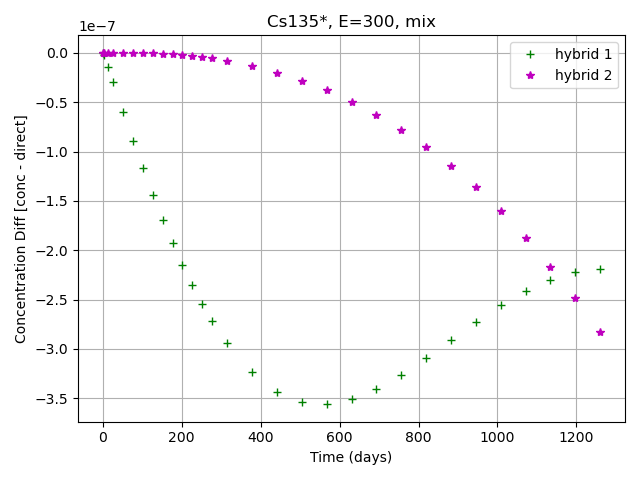 Cs135*, E=300, mix
1e−7
hybrid 1
hybrid 2
0.0
−0.5
−1.0
−1.5
−2.0
−2.5
−3.0
−3.5
Concentration Diff [conc - direct]
0 200 400 600 800 1000 1200
Time (days)